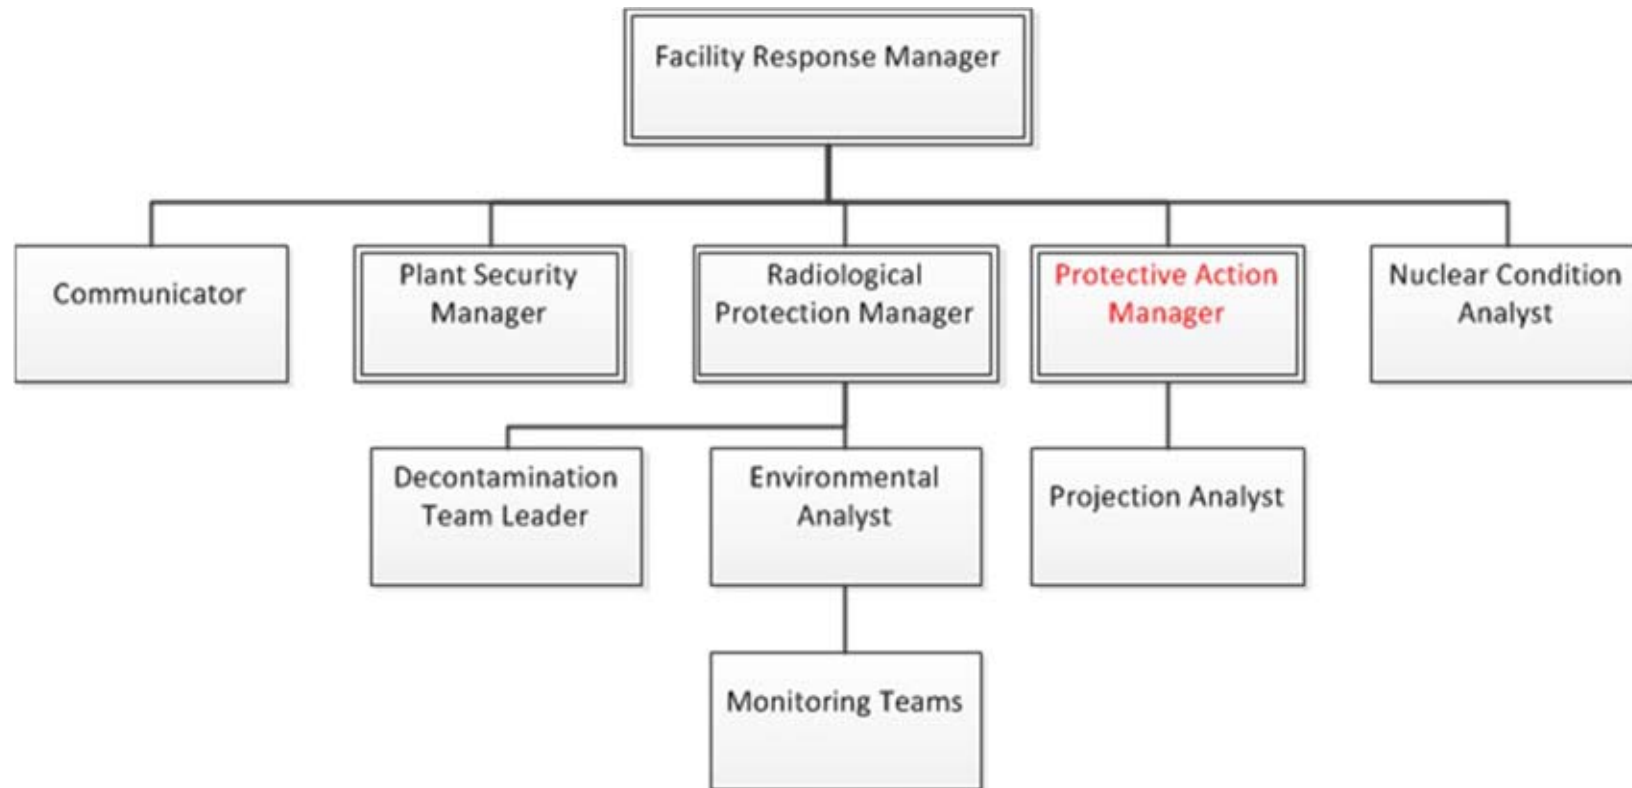 Facility Response Manager
Communicator
Plant Security
Manager
Radiological
Protection Manager
Protective Action
Manager
Nuclear Condition
Analyst
Decontamination
Team Leader
Environmental
Analyst
Projection Analyst
Monitoring Teams